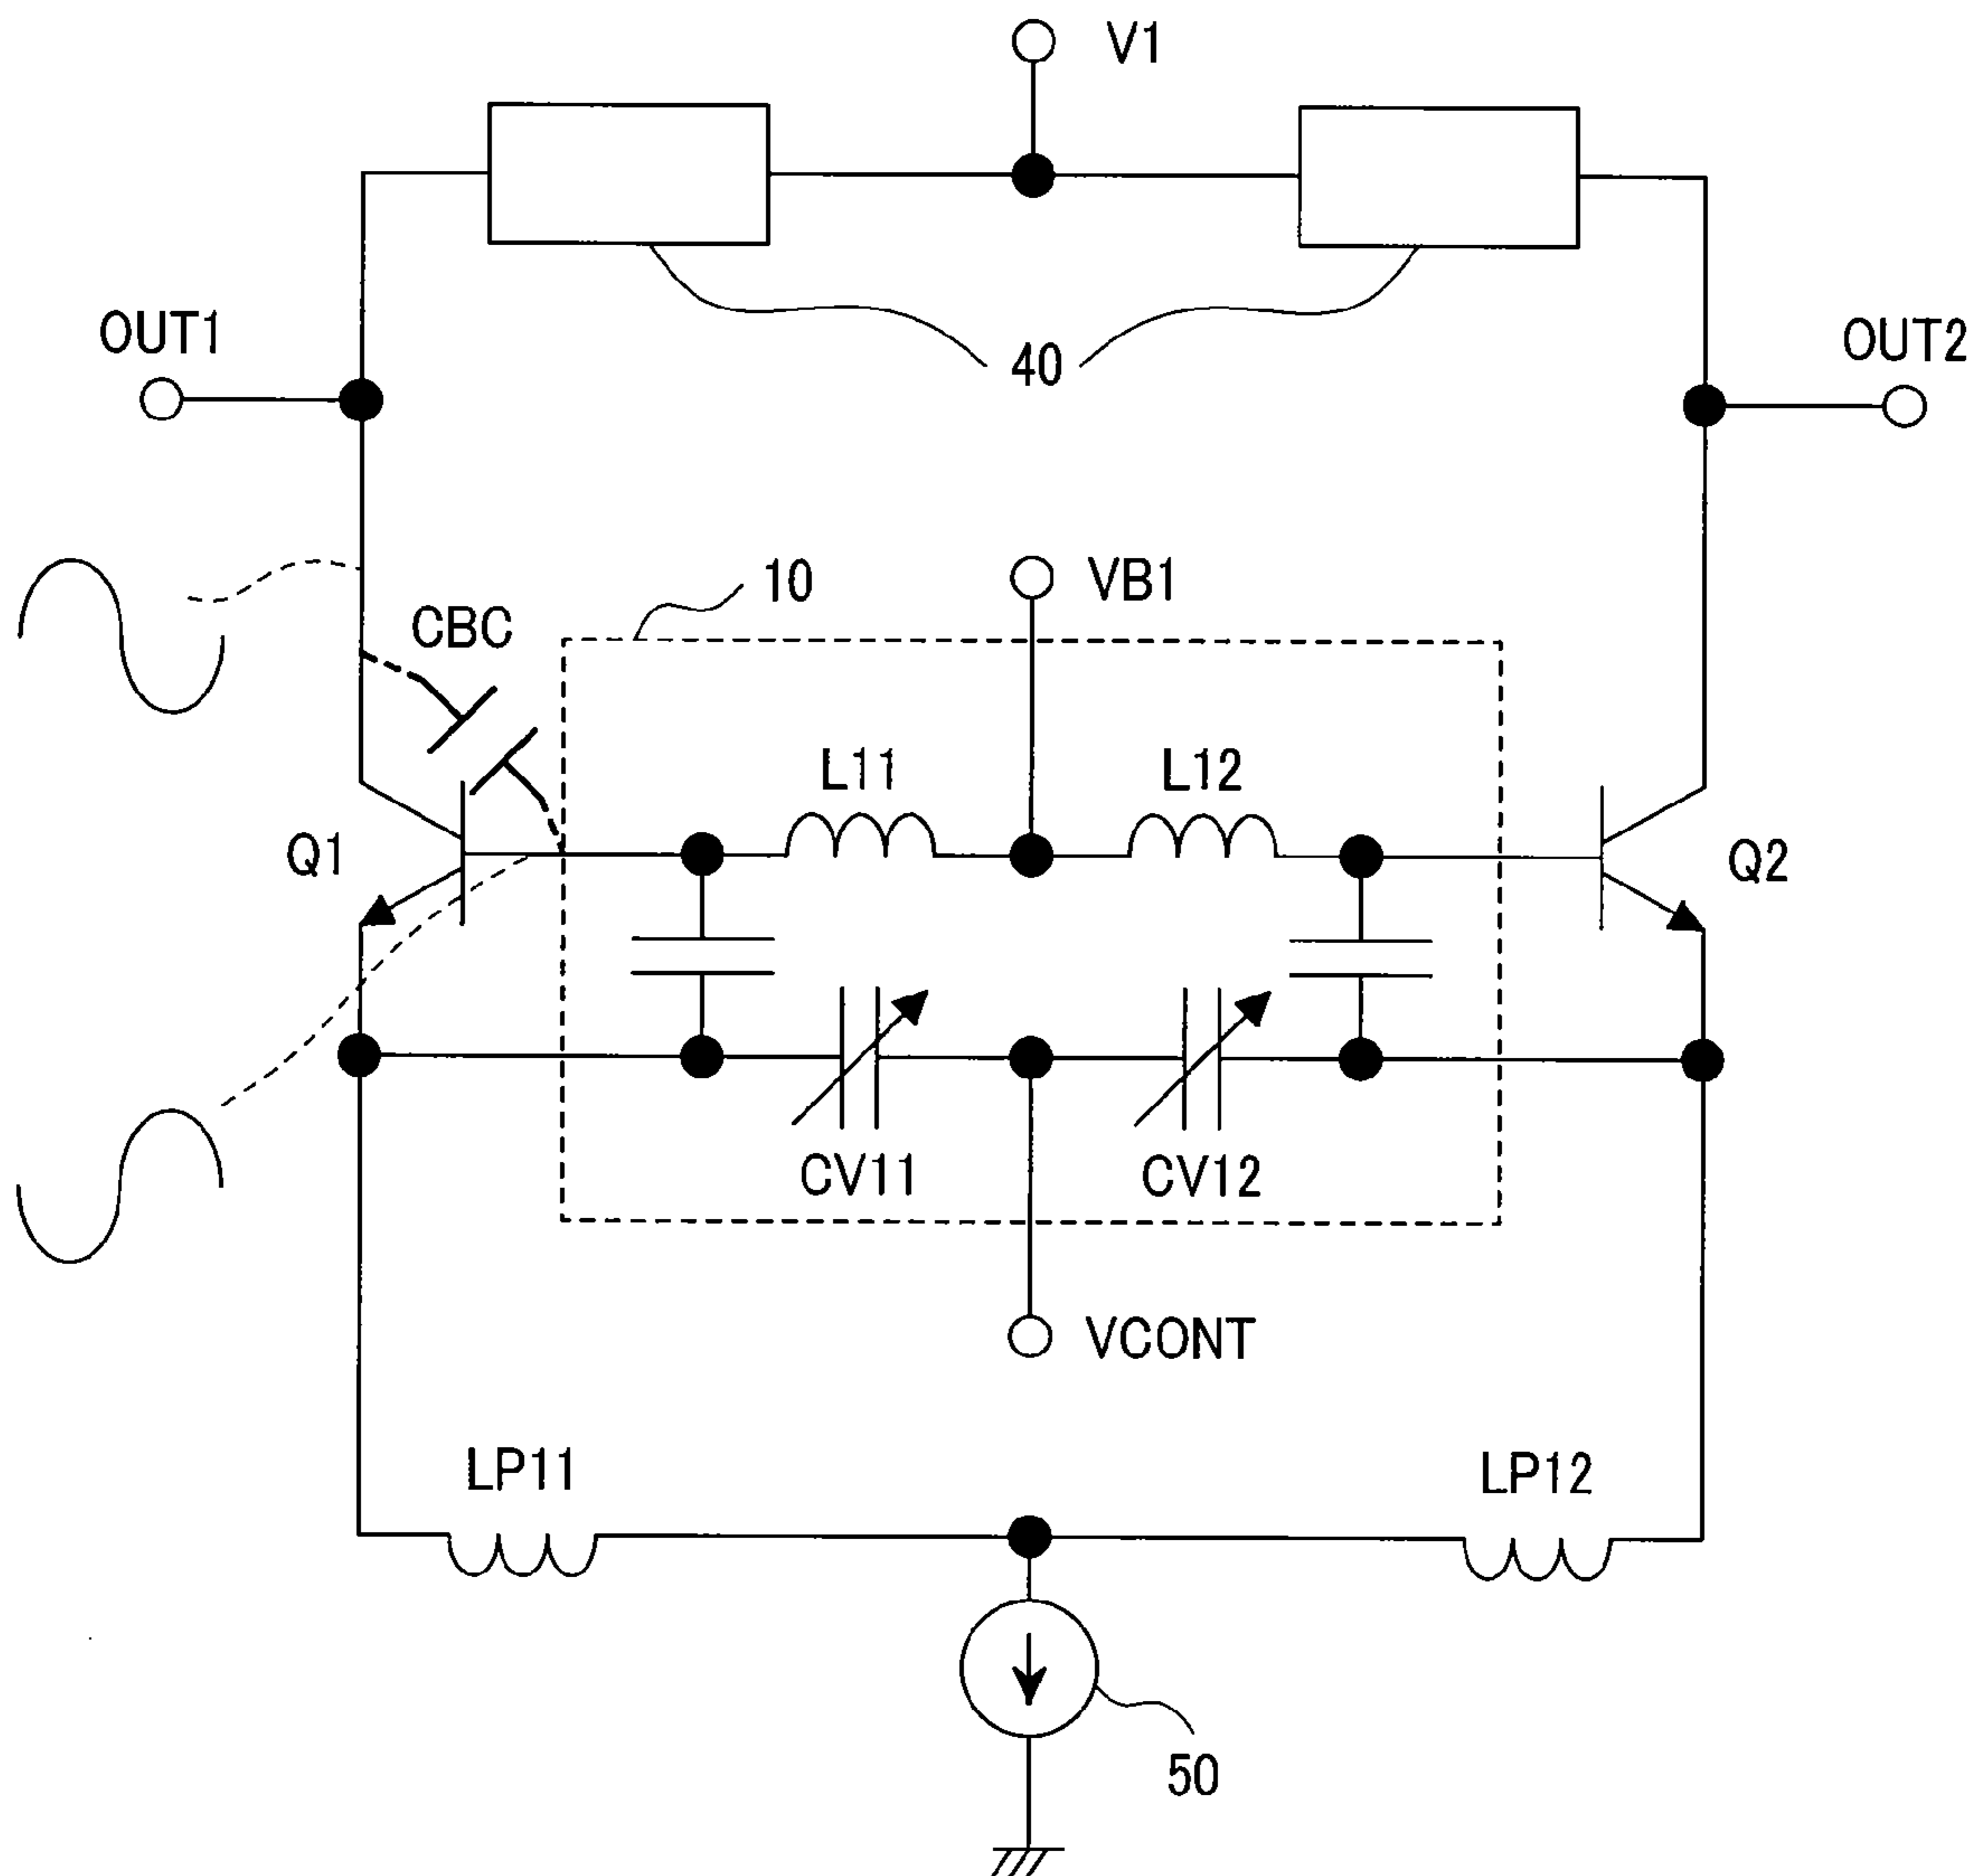 V1
OUT1
40
OUT2
10
VB1
CBC
L11
L12
Q1
Q2
CV11
CV12
VCONT
LP11
LP12
50